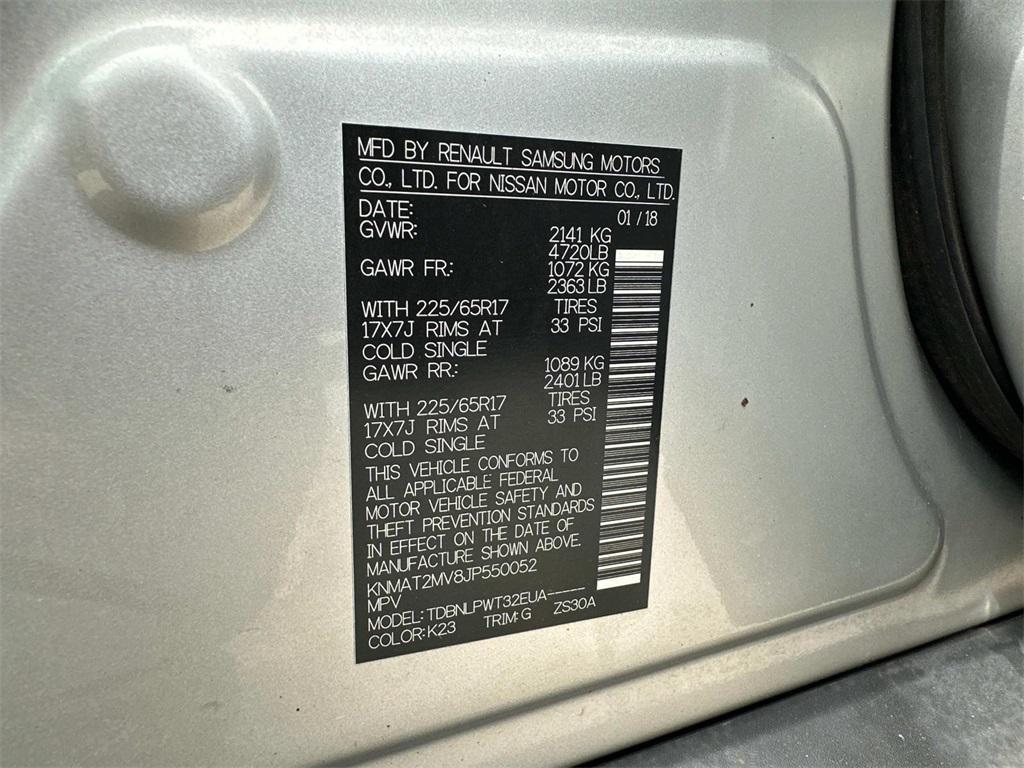 MFD BY RENAULT SAMSUNG MOTORS
CO., LTD. FOR NISSAN MOTOR CO., LTD.
DATE: 01 / 18
GVWR: 2141 KG
4720LB
GAWR FR.: 1072 KG
2363 LB
WITH 225/65R17 TIRES
17X7J RIMS AT 33 PSI
COLD SINGLE
GAWR RR.: 1089 KG
2401 LB
WITH 225/65R17 TIRES
17X7J RIMS AT 33 PSI
COLD SINGLE
THIS VEHICLE CONFORMS TO
ALL APPLICABLE FEDERAL
MOTOR VEHICLE SAFETY AND
THEFT PREVENTION STANDARDS
IN EFFECT ON THE DATE OF
MANUFACTURE SHOWN ABOVE.
KNMAT2MV8JP550052
MPV
MODEL: TDBNLPWT32EUA-----
COLOR: K23 TRIM: G ZS30A